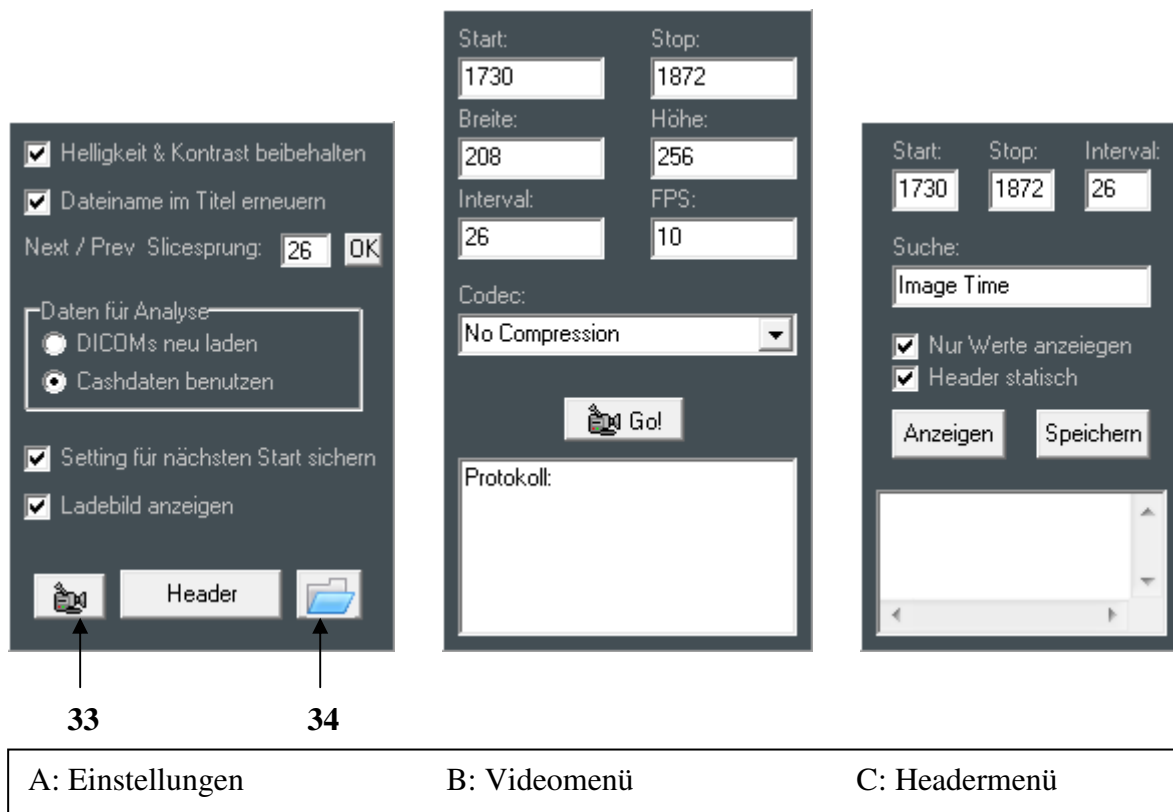 Helligkeit & Kontrast beibehalten
Dateiname im Titel erneuern
Next / Prev Slicesprung: 26 OK
Daten für Analyse
DICOMs neu laden
Cashdaten benutzen
Setting für nächsten Start sichern
Ladebild anzeigen
Header
33 34
Start: Stop:
1730 1872
Breite: Höhe:
208 256
Interval: FPS:
26 10
Codec:
No Compression
Go!
Protokoll:
Start: Stop: Interval:
1730 1872 26
Suche:
Image Time
Nur Werte anzeiegen
Header statisch
Anzeigen Speichern
A: Einstellungen B: Videomenü C: Headermenü